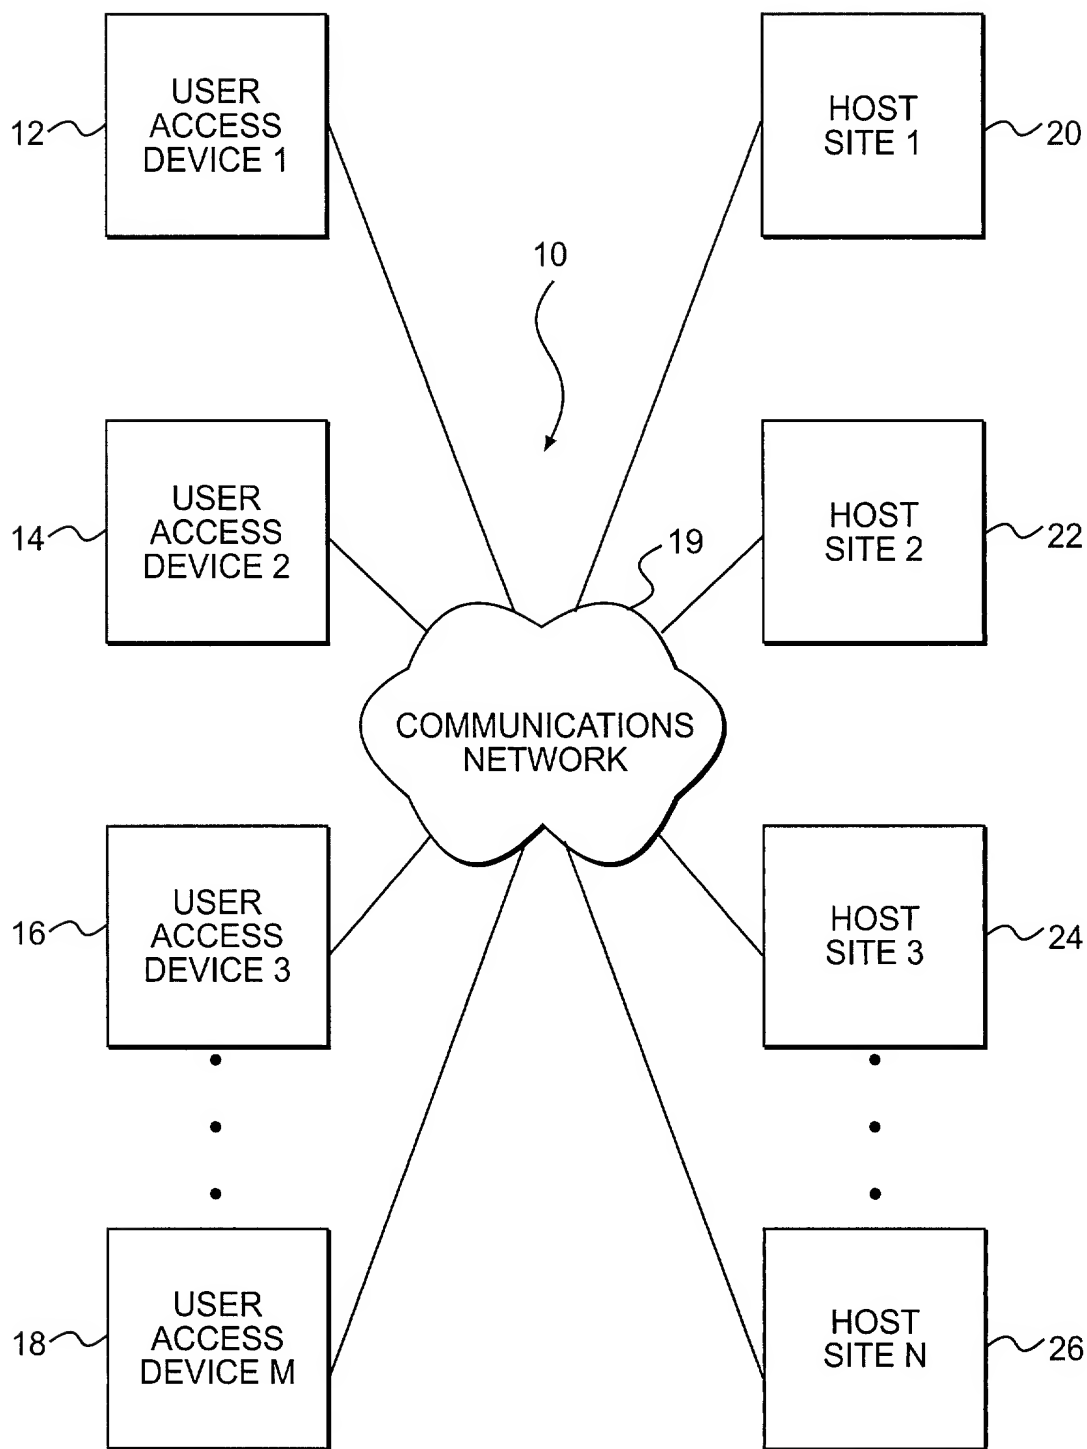 12
USER
ACCESS
DEVICE 1
HOST
SITE 1
20
10
14
USER
ACCESS
DEVICE 2
HOST
SITE 2
22
19
COMMUNICATIONS
NETWORK
16
USER
ACCESS
DEVICE 3
HOST
SITE 3
24
18
USER
ACCESS
DEVICE M
HOST
SITE N
26